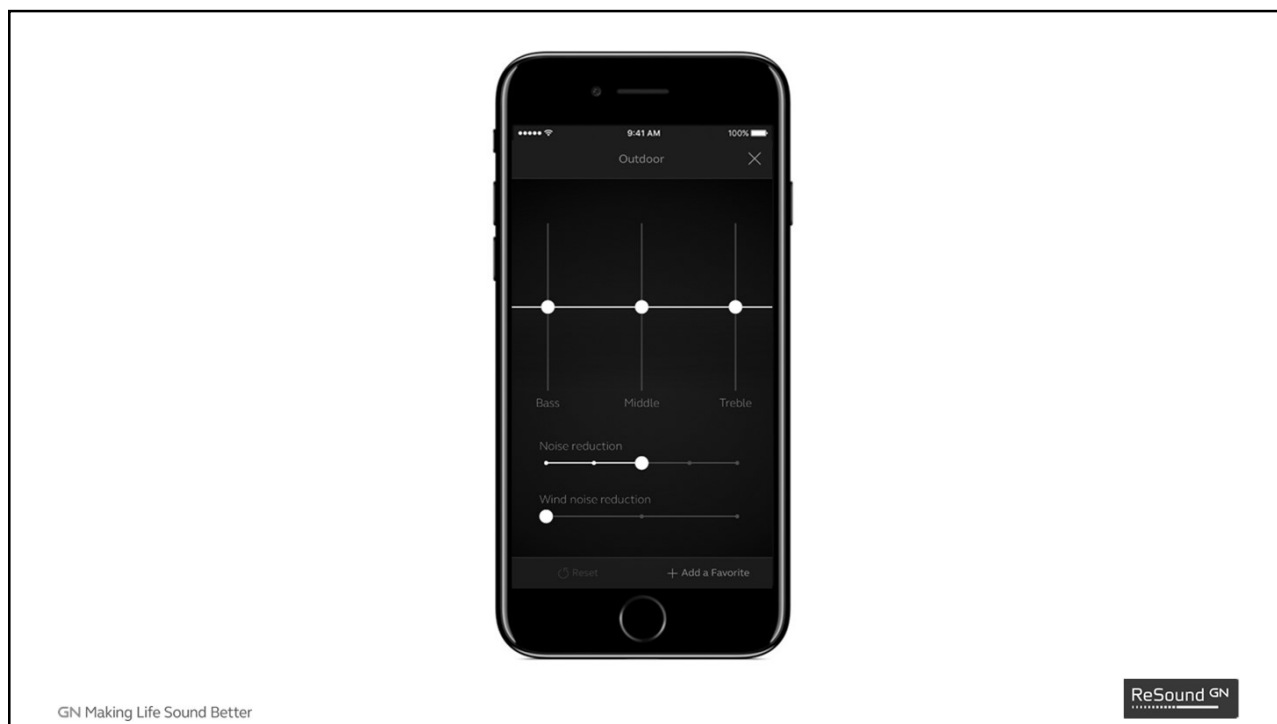 9:41 AM 100%
Outdoor
Bass Middle Treble
Noise reduction
Wind noise reduction
Reset + Add a Favorite
GN Making Life Sound Better
ReSound GN